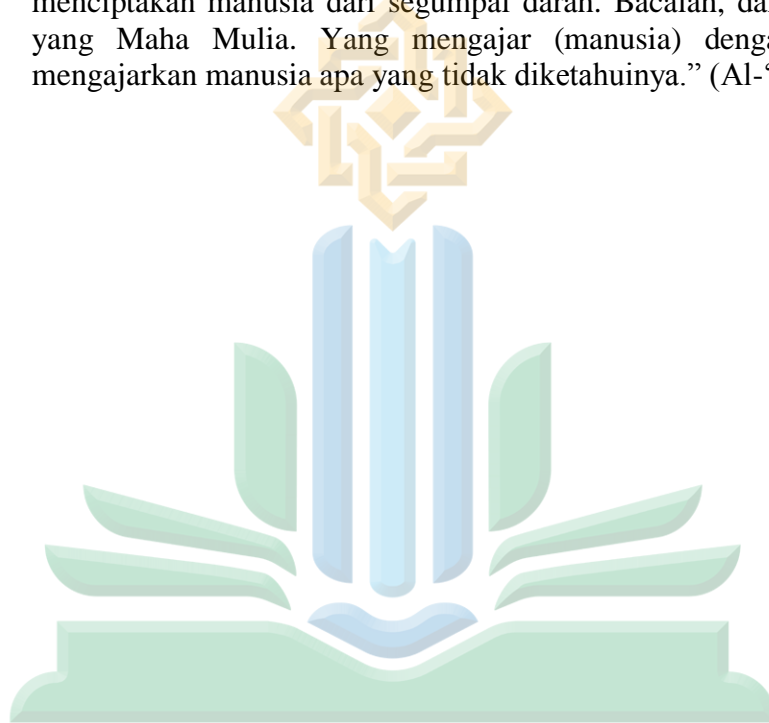 menciptakan manusia dari segumpal darah. Bacalah, dan
yang Maha Mulia. Yang mengajar (manusia)
mengajarkan manusia apa yang tidak diketahuinya.” (Al-‘